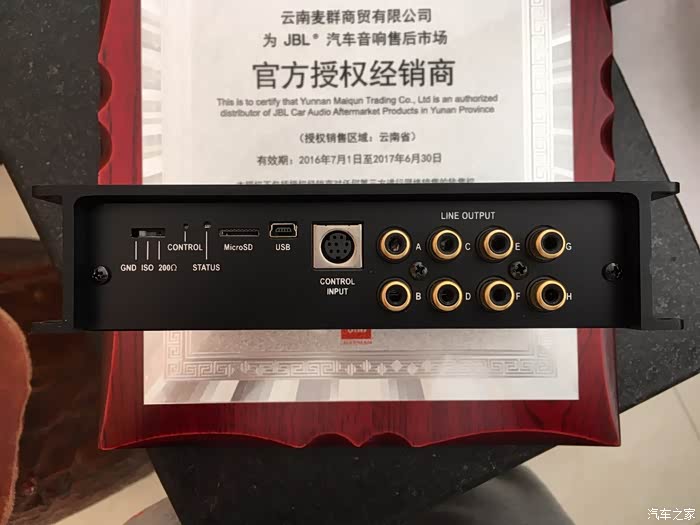 云南麦群商贸有限公司
为 JBL® 汽车音响售后市场
官方授权经销商
This is to certify that Yunnan Maiqun Trading Co., Ltd is an authorized
distributor of JBL Car Audio Aftermarket Products in Yunan Province
（授权销售区域：云南省）
有效期：2016年7月1日至2017年6月30日
LINE OUTPUT
CONTROL
MicroSD
USB
A
C
E
G
GND
ISO
200Ω
STATUS
CONTROL
INPUT
B
D
F
H
汽车之家